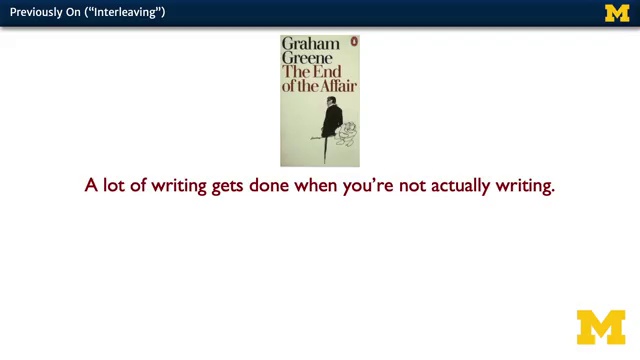 Previously On (“Interleaving”)
M
Graham
Greene
The End
of the Affair
A lot of writing gets done when you’re not actually writing.
M